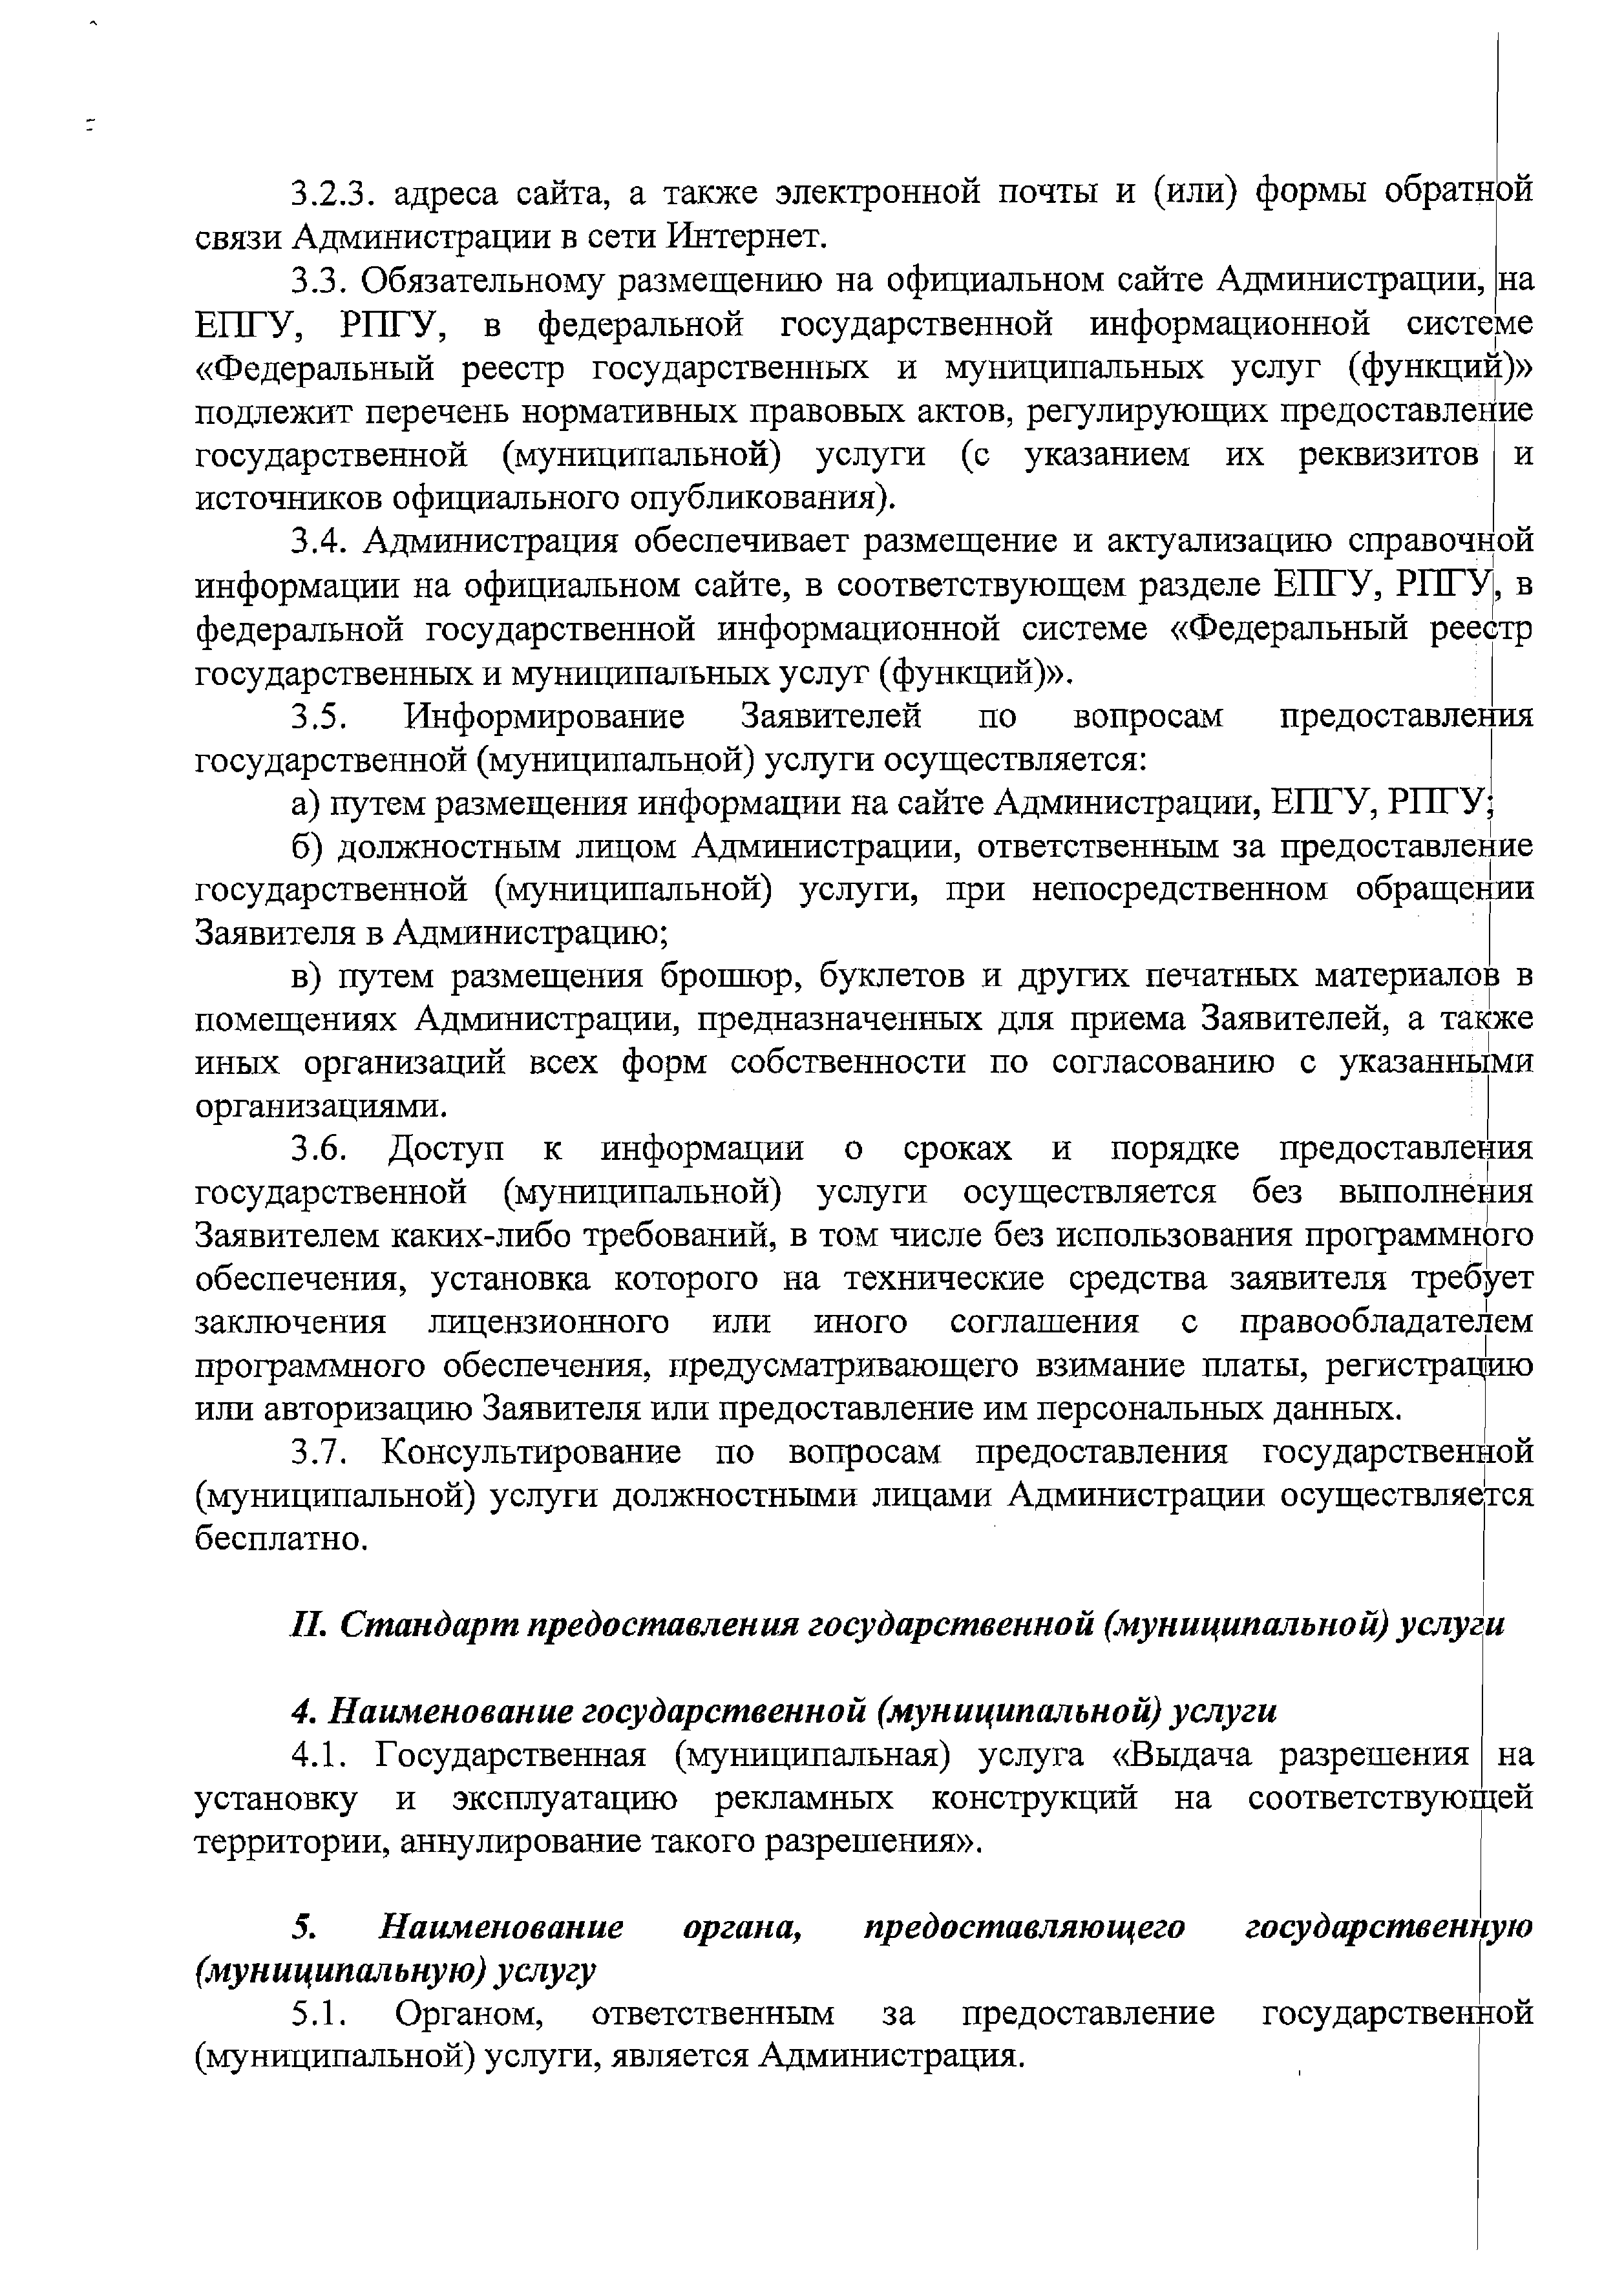 3.2.3. адреса сайта, а также электронной почты и (или) формы обратной
связи Администрации в сети Интернет.
3.3. Обязательному размещению на официальном сайте Администрации, на
ЕПГУ, РПГУ, в федеральной государственной информационной системе
«Федеральный реестр государственных и муниципальных услуг (функций)»
подлежит перечень нормативных правовых актов, регулирующих предоставление
государственной (муниципальной) услуги (с указанием их реквизитов и
источников официального опубликования).
3.4. Администрация обеспечивает размещение и актуализацию справочной
информации на официальном сайте, в соответствующем разделе ЕПГУ, РПГУ, в
федеральной государственной информационной системе «Федеральный реестр
государственных и муниципальных услуг (функций)».
3.5. Информирование Заявителей по вопросам предоставления
государственной (муниципальной) услуги осуществляется:
а) путем размещения информации на сайте Администрации, ЕПГУ, РПГУ;
б) должностным лицом Администрации, ответственным за предоставление
государственной (муниципальной) услуги, при непосредственном обращении
Заявителя в Администрацию;
в) путем размещения брошюр, буклетов и других печатных материалов в
помещениях Администрации, предназначенных для приема Заявителей, а также
иных организаций всех форм собственности по согласованию с указанными
организациями.
3.6. Доступ к информации о сроках и порядке предоставления
государственной (муниципальной) услуги осуществляется без выполнения
Заявителем каких-либо требований, в том числе без использования программного
обеспечения, установка которого на технические средства заявителя требует
заключения лицензионного или иного соглашения с правообладателем
программного обеспечения, предусматривающего взимание платы, регистрацию
или авторизацию Заявителя или предоставление им персональных данных.
3.7. Консультирование по вопросам предоставления государственной
(муниципальной) услуги должностными лицами Администрации осуществляется
бесплатно.
II. Стандарт предоставления государственной (муниципальной) услуги
4. Наименование государственной (муниципальной) услуги
4.1. Государственная (муниципальная) услуга «Выдача разрешения на
установку и эксплуатацию рекламных конструкций на соответствующей
территории, аннулирование такого разрешения».
5. Наименование органа, предоставляющего государственную
(муниципальную) услугу
5.1. Органом, ответственным за предоставление государственной
(муниципальной) услуги, является Администрация.